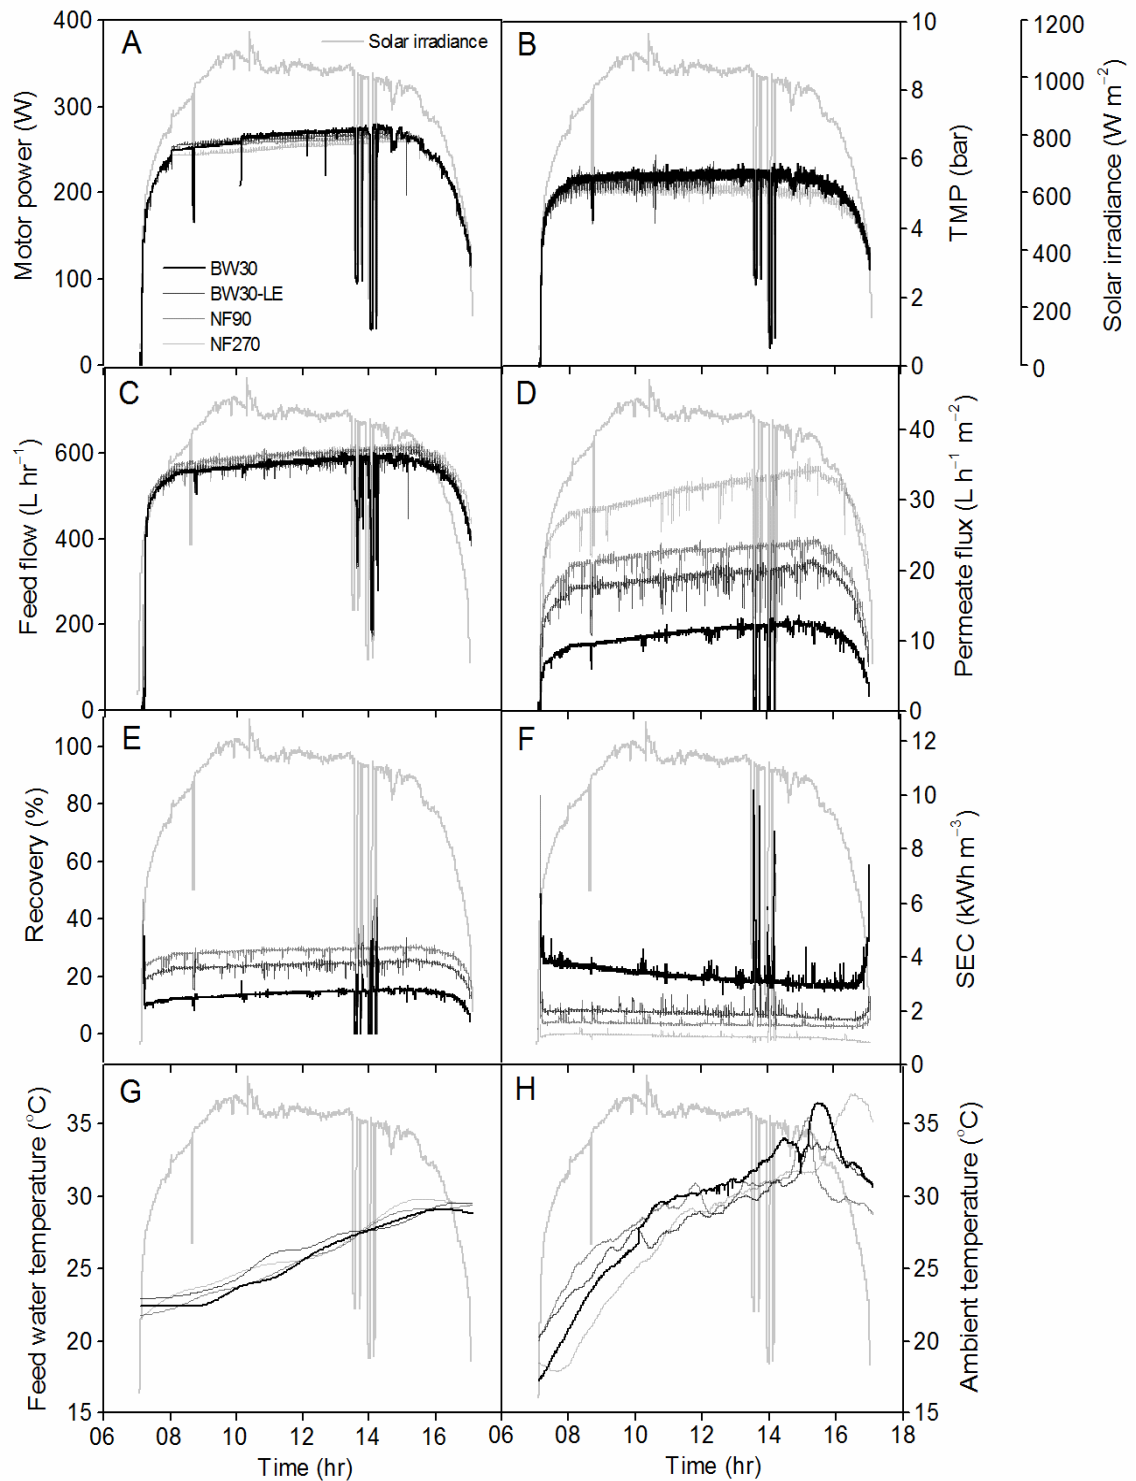 A
Solar irradiance
BW30
BW30-LE
NF90
NF270
400
300
200
100
0
Motor power (W)
B
10
8
6
4
2
0
TMP (bar)
1200
1000
800
600
400
200
0
Solar irradiance (W m⁻²)
C
600
400
200
0
Feed flow (L hr⁻¹)
D
40
30
20
10
0
Permeate flux (L h⁻¹ m⁻²)
E
100
80
60
40
20
0
Recovery (%)
F
12
10
8
6
4
2
0
SEC (kWh m⁻³)
G
35
30
25
20
15
Feed water temperature (°C)
H
35
30
25
20
15
Ambient temperature (°C)
06 08 10 12 14 16
06 08 10 12 14 16 18
Time (hr)
Time (hr)